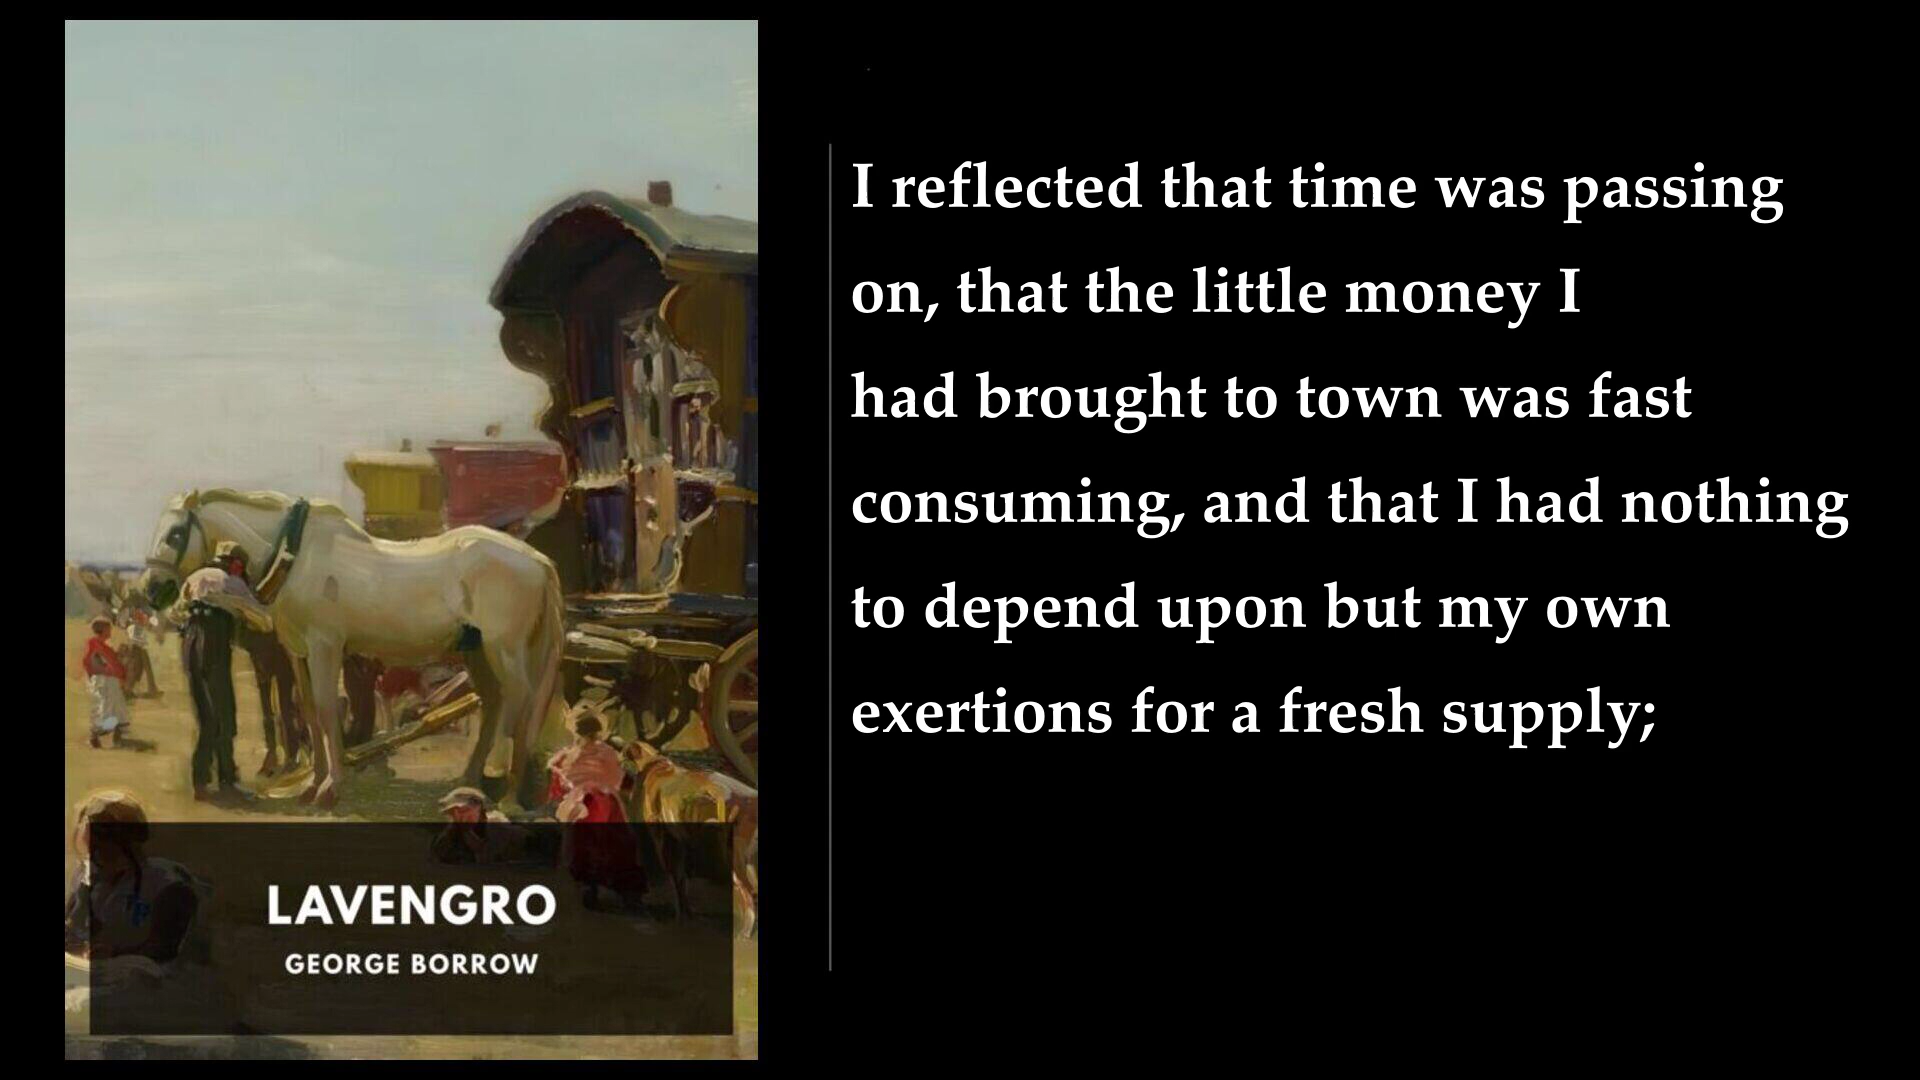 I reflected that time was passing
on, that the little money I
had brought to town was fast
consuming, and that I had nothing
to depend upon but my own
exertions for a fresh supply;
LAVENGRO
GEORGE BORROW